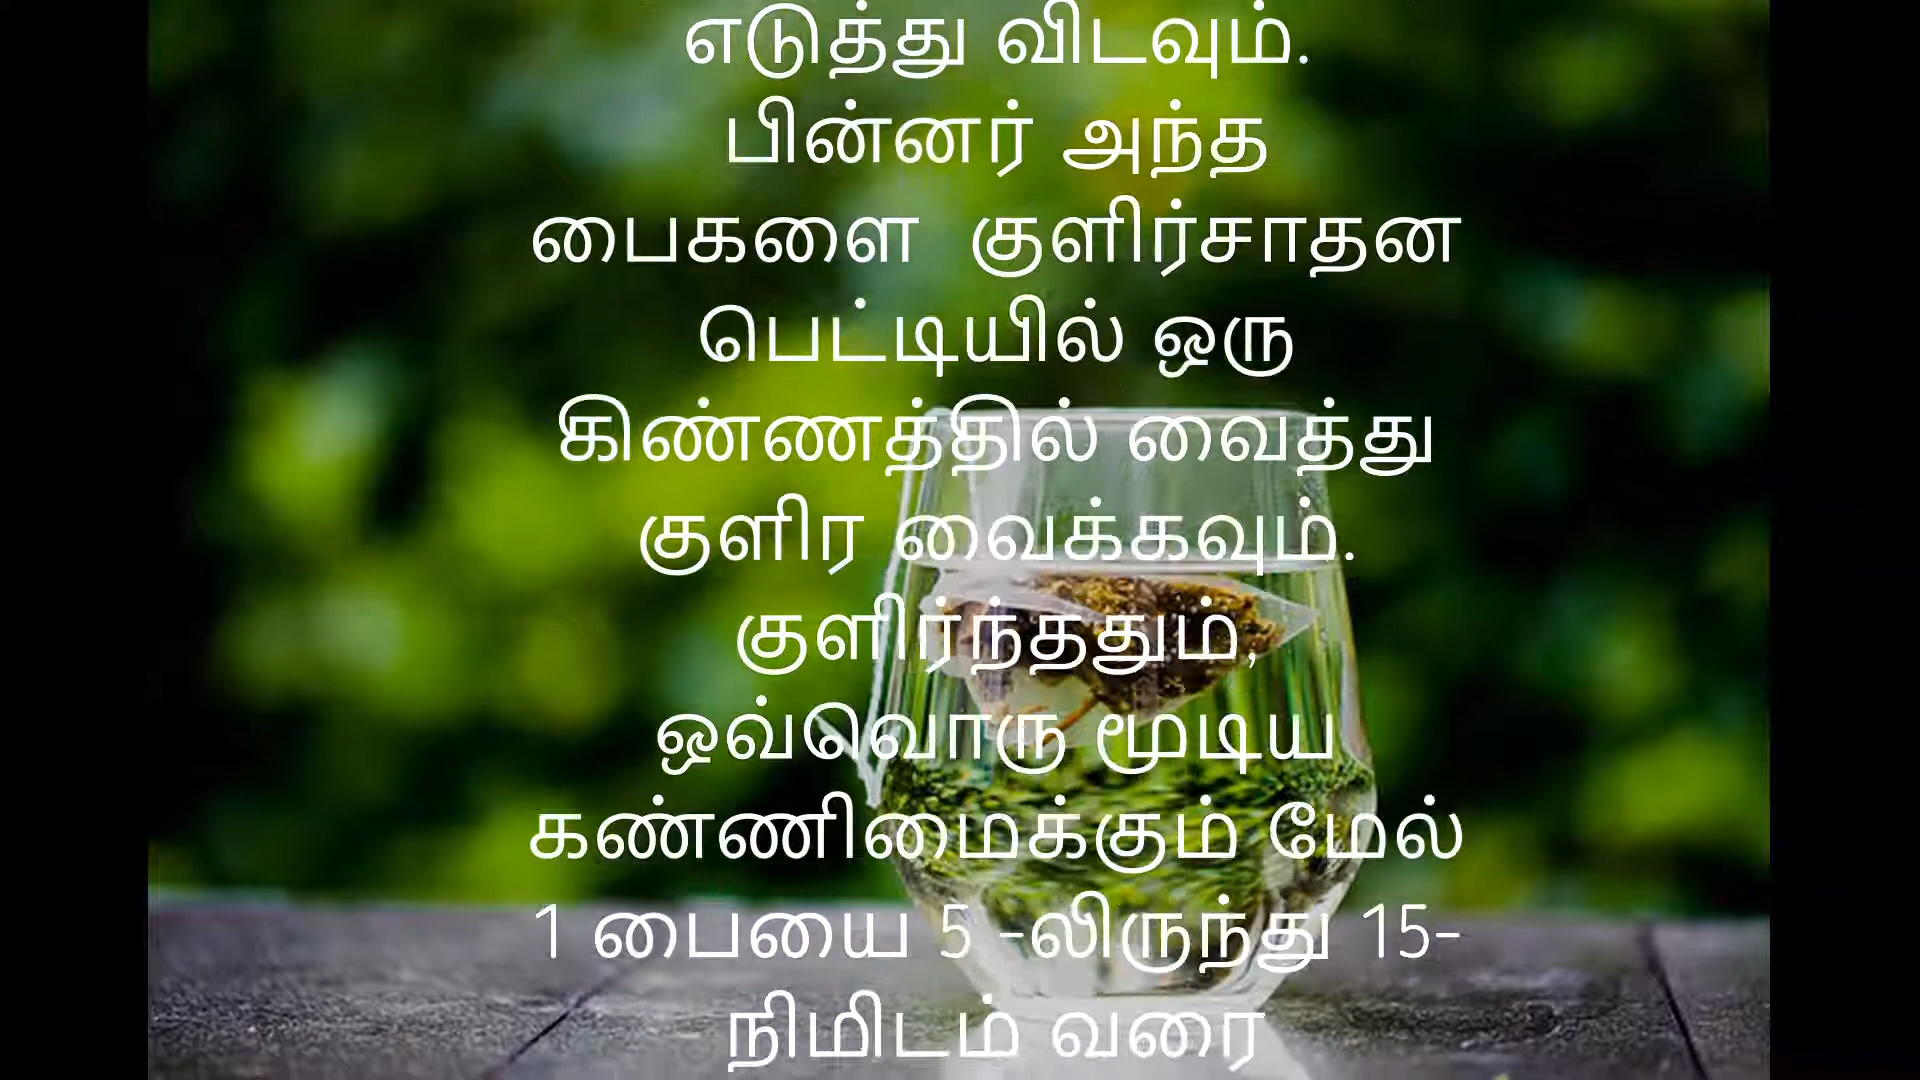 எடுத்து விடவும்.
பின்னர் அந்த
பைகளை குளிர்சாதன
பெட்டியில் ஒரு
கிண்ணத்தில் வைத்து
குளிர வைக்கவும்.
குளிர்ந்ததும்,
ஒவ்வொரு மூடிய
கண்ணிமைக்கும் மேல்
1 பையை 5 -லிருந்து 15-
நிமிடம் வரை